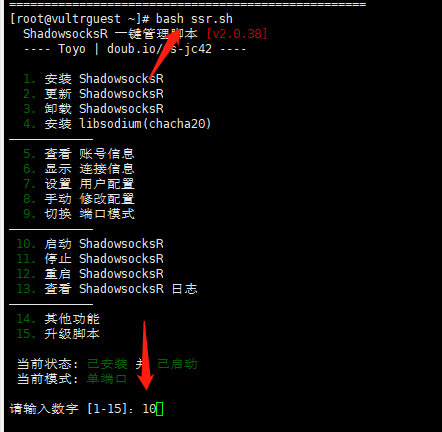 [root@vultrguest ~]# bash ssr.sh
ShadowsocksR 一键管理脚本 [v2.0.38]
---- Toyo | doub.io/ s-jc42 ----
1. 安装 ShadowsocksR
2. 更新 ShadowsocksR
3. 卸载 ShadowsocksR
4. 安装 libsodium(chacha20)
5. 查看 账号信息
6. 显示 连接信息
7. 设置 用户配置
8. 手动 修改配置
9. 切换 端口模式
10. 启动 ShadowsocksR
11. 停止 ShadowsocksR
12. 重启 ShadowsocksR
13. 查看 ShadowsocksR 日志
14. 其他功能
15. 升级脚本
当前状态: 已安装 并 已启动
当前模式: 单端口
请输入数字 [1-15]: 10